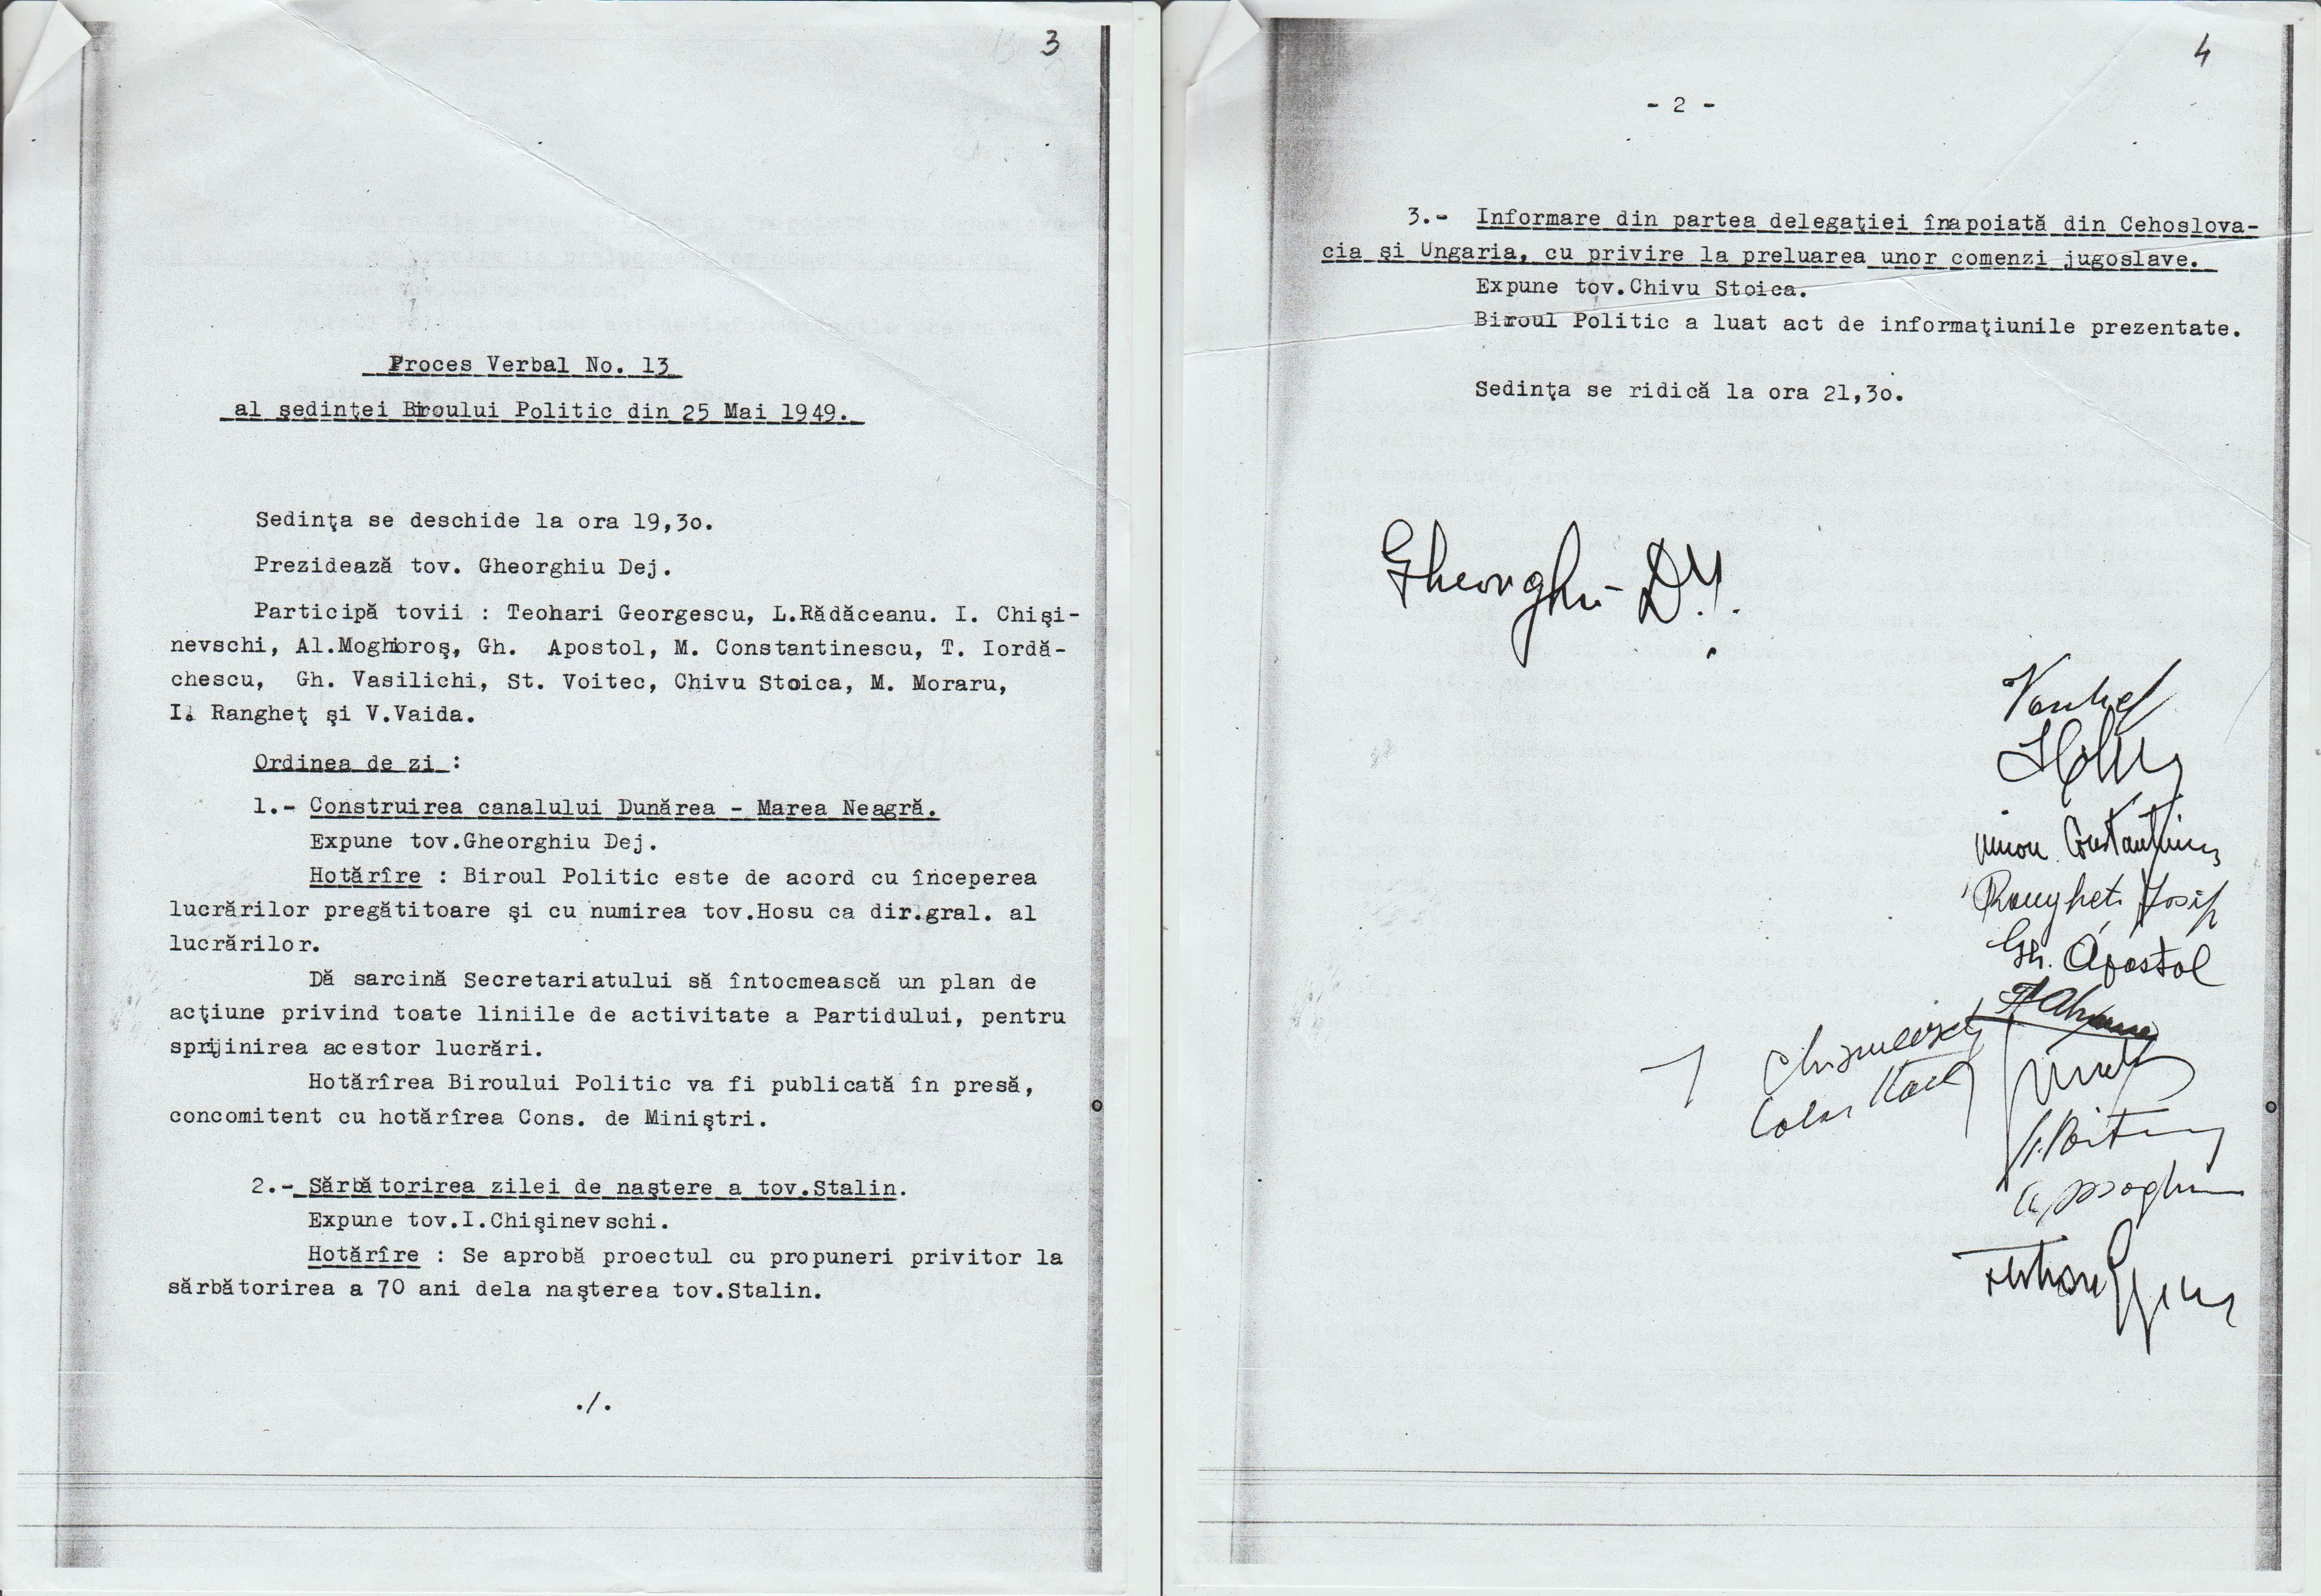 3
Proces Verbal No. 13
al şedinţei Biroului Politic din 25 Mai 1949.
Sedinţa se deschide la ora 19,30.
Prezidează tov. Gheorghiu Dej.
Participă tovii : Teohari Georgescu, L.Rădăceanu. I. Chişi-
nevschi, Al.Moghioroş, Gh. Apostol, M. Constantinescu, T. Iordă-
chescu, Gh. Vasilichi, St. Voitec, Chivu Stoica, M. Moraru,
I. Rangheţ şi V.Vaida.
Ordinea de zi :
1.- Construirea canalului Dunărea - Marea Neagră.
Expune tov.Gheorghiu Dej.
Hotărîre : Biroul Politic este de acord cu începerea
lucrărilor pregătitoare şi cu numirea tov.Hosu ca dir.gral. al
lucrărilor.
Dă sarcină Secretariatului să întocmească un plan de
acţiune privind toate liniile de activitate a Partidului, pentru
sprijinirea acestor lucrări.
Hotărîrea Biroului Politic va fi publicată în presă,
concomitent cu hotărîrea Cons. de Miniştri.
2.- Sărbătorirea zilei de naştere a tov.Stalin.
Expune tov.I.Chişinevschi.
Hotărîre : Se aprobă proectul cu propuneri privitor la
sărbătorirea a 70 ani dela naşterea tov.Stalin.
./.
4
- 2 -
3.- Informare din partea delegaţiei înapoiată din Cehoslova-
cia şi Ungaria, cu privire la preluarea unor comenzi jugoslave.
Expune tov.Chivu Stoica.
Biroul Politic a luat act de informaţiunile prezentate.
Sedinţa se ridică la ora 21,30.
Gheorghiu-Dej.
Miron Constantinescu
Ranghet Iosif
Gh. Apostol